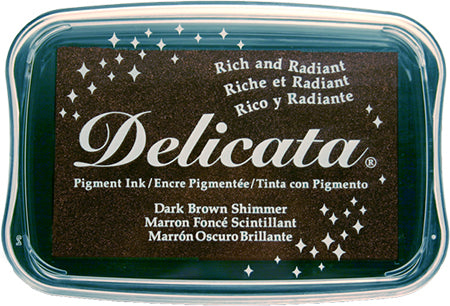 Rich and Radiant
Riche et Radiant
Rico y Radiante
Delicata®
Pigment Ink/Encre Pigmentée/Tinta con Pigmento
Dark Brown Shimmer
Marron Foncé Scintillant
Marrón Oscuro Brillante